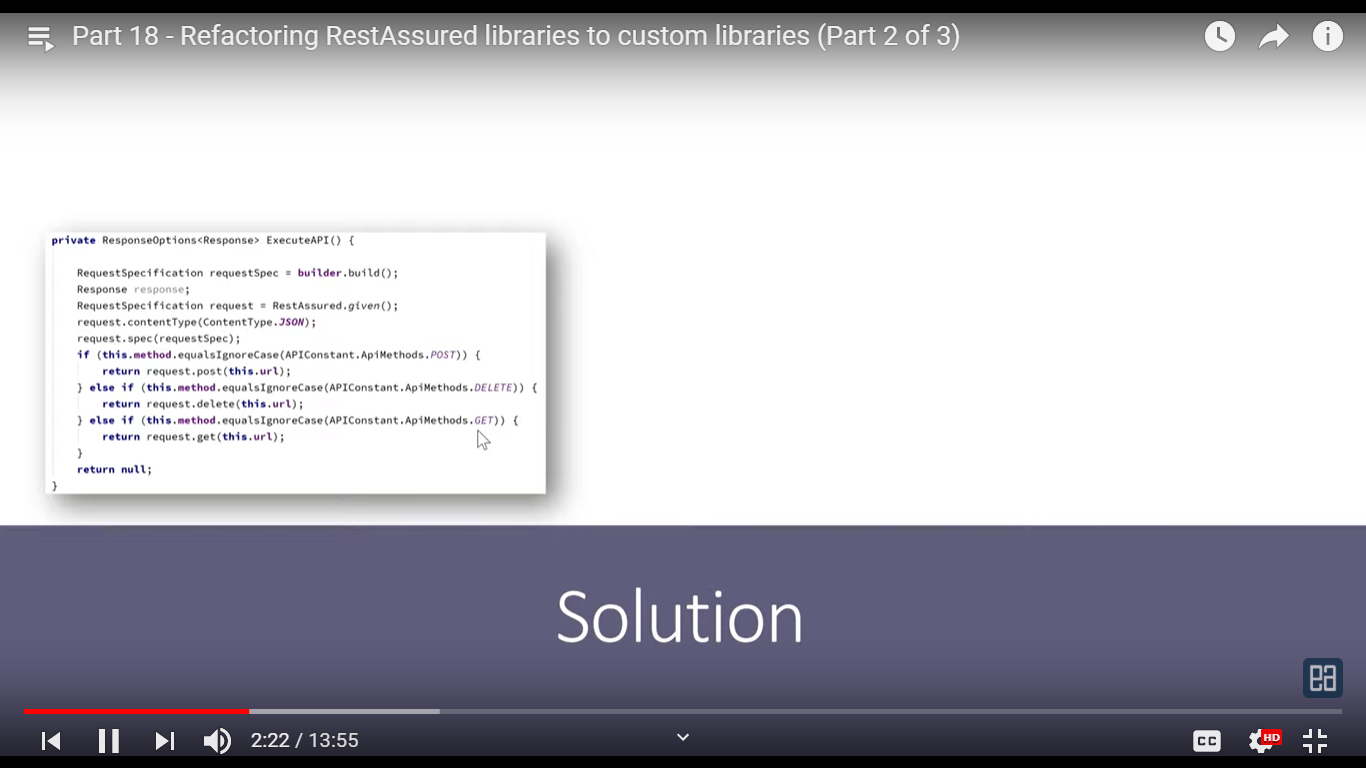 Part 18 - Refactoring RestAssured libraries to custom libraries (Part 2 of 3)
private ResponseOptions<Response> ExecuteAPI() {
RequestSpecification requestSpec = builder.build();
Response response;
RequestSpecification request = RestAssured.given();
request.contentType(ContentType.JSON);
request.spec(requestSpec);
if (this.method.equalsIgnoreCase(APIConstant.ApiMethods.POST)) {
return request.post(this.url);
} else if (this.method.equalsIgnoreCase(APIConstant.ApiMethods.DELETE)) {
return request.delete(this.url);
} else if (this.method.equalsIgnoreCase(APIConstant.ApiMethods.GET)) {
return request.get(this.url);
}
return null;
}
Solution
2:22 / 13:55
CC
HD